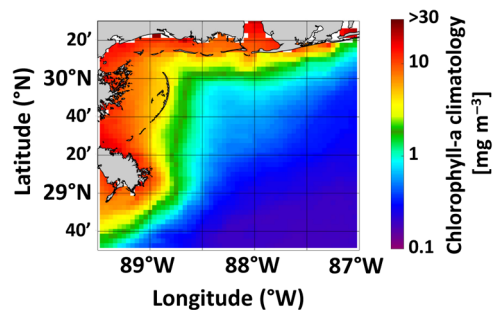 >30
10
1
0.1
Chlorophyll-a climatology
[mg m⁻³]
Latitude (°N)
20′
30°N
40′
20′
29°N
40′
89°W
88°W
87°W
Longitude (°W)